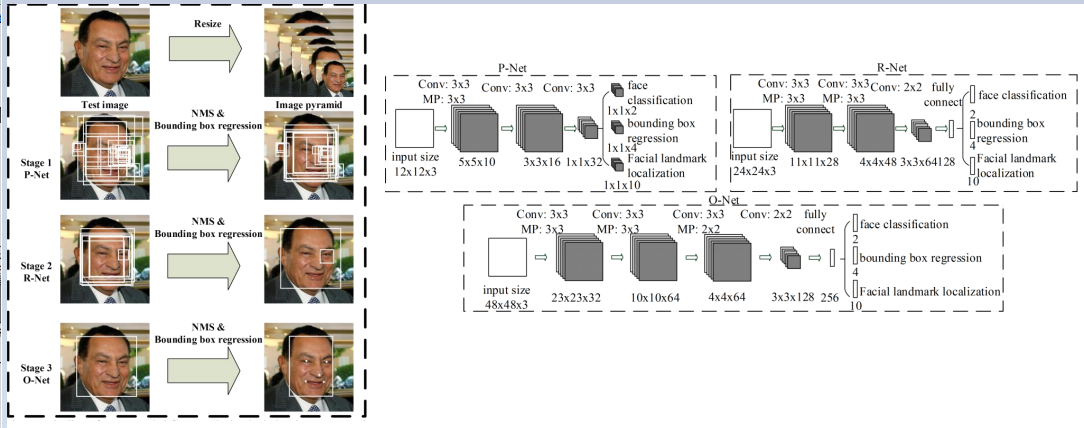 Resize
Test image
Image pyramid
NMS &
Bounding box regression
Stage 1
P-Net
NMS &
Bounding box regression
Stage 2
R-Net
NMS &
Bounding box regression
Stage 3
O-Net
P-Net
Conv: 3x3
MP: 3x3
Conv: 3x3
Conv: 3x3
face
classification
1x1x2
bounding box
regression
1x1x4
Facial landmark
localization
1x1x10
input size
12x12x3
5x5x10
3x3x16
1x1x32
R-Net
Conv: 3x3
MP: 3x3
Conv: 3x3
MP: 3x3
Conv: 2x2
fully
connect
face classification
2
bounding box
regression
4
Facial landmark
localization
10
input size
24x24x3
11x11x28
4x4x48
3x3x64
128
O-Net
Conv: 3x3
MP: 3x3
Conv: 3x3
MP: 3x3
Conv: 3x3
MP: 2x2
Conv: 2x2
fully
connect
face classification
2
bounding box regression
4
Facial landmark localization
10
input size
48x48x3
23x23x32
10x10x64
4x4x64
3x3x128
256